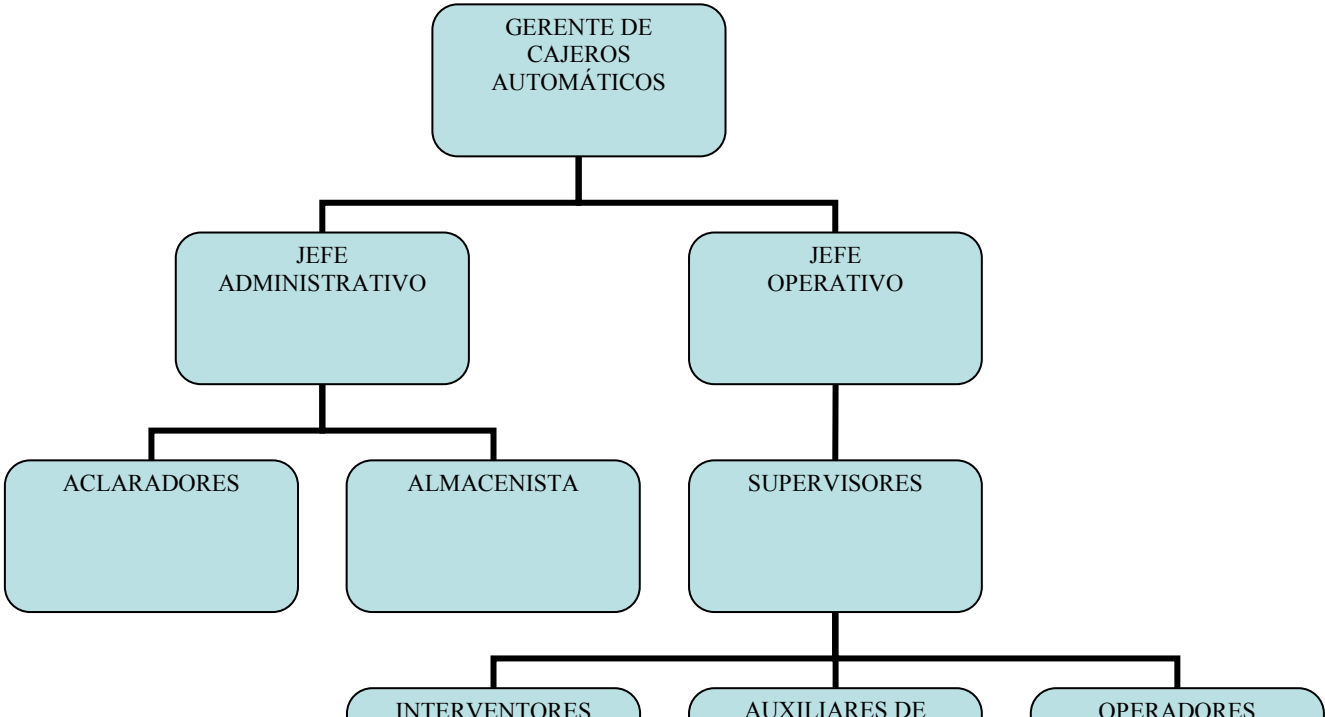 GERENTE DE
CAJEROS
AUTOMÁTICOS
JEFE
ADMINISTRATIVO
JEFE
OPERATIVO
ACLARADORES
ALMACENISTA
SUPERVISORES
INTERVENTORES
AUXILIARES DE
OPERADORES